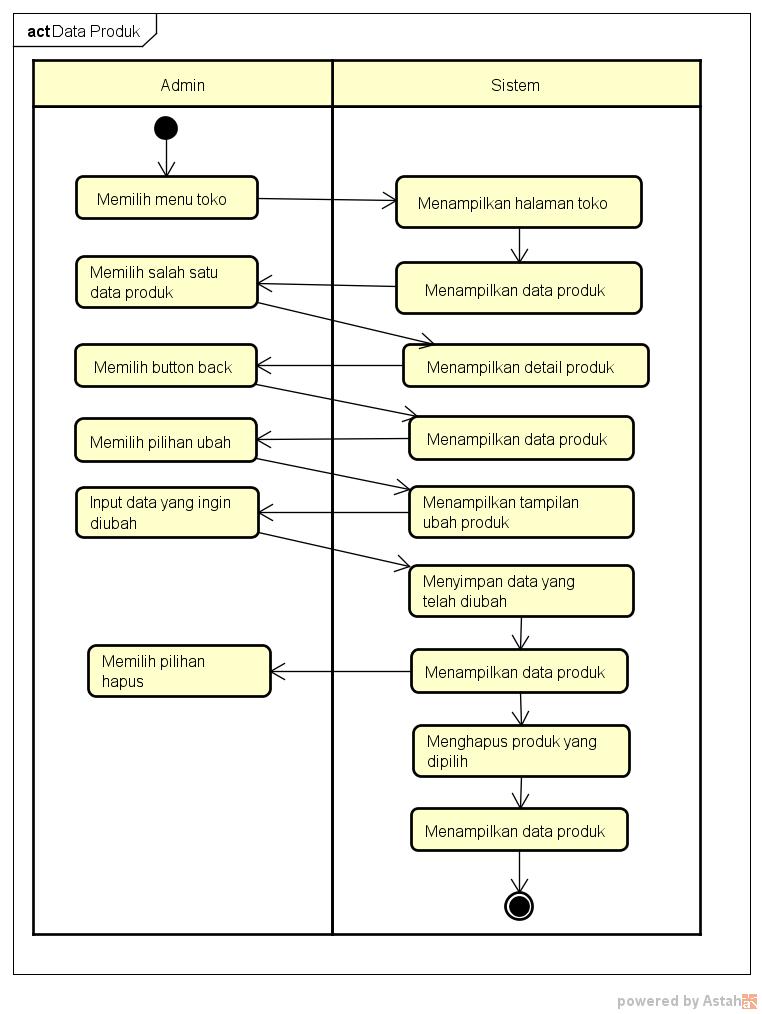 act Data Produk
Admin
Sistem
Memilih menu toko
Menampilkan halaman toko
Memilih salah satu
data produk
Menampilkan data produk
Memilih button back
Menampilkan detail produk
Memilih pilihan ubah
Menampilkan data produk
Input data yang ingin
diubah
Menampilkan tampilan
ubah produk
Menyimpan data yang
telah diubah
Memilih pilihan
hapus
Menampilkan data produk
Menghapus produk yang
dipilih
Menampilkan data produk
powered by Astah